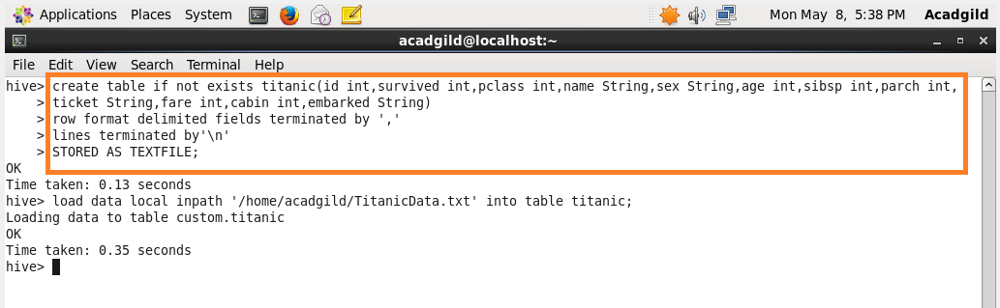 Applications Places System Mon May 8, 5:38 PM Acadgild
acadgild@localhost:~
File Edit View Search Terminal Help
hive> create table if not exists titanic(id int,survived int,pclass int,name String,sex String,age int,sibsp int,parch int,
> ticket String,fare int,cabin int,embarked String)
> row format delimited fields terminated by ','
> lines terminated by'\n'
> STORED AS TEXTFILE;
OK
Time taken: 0.13 seconds
hive> load data local inpath '/home/acadgild/TitanicData.txt' into table titanic;
Loading data to table custom.titanic
OK
Time taken: 0.35 seconds
hive>